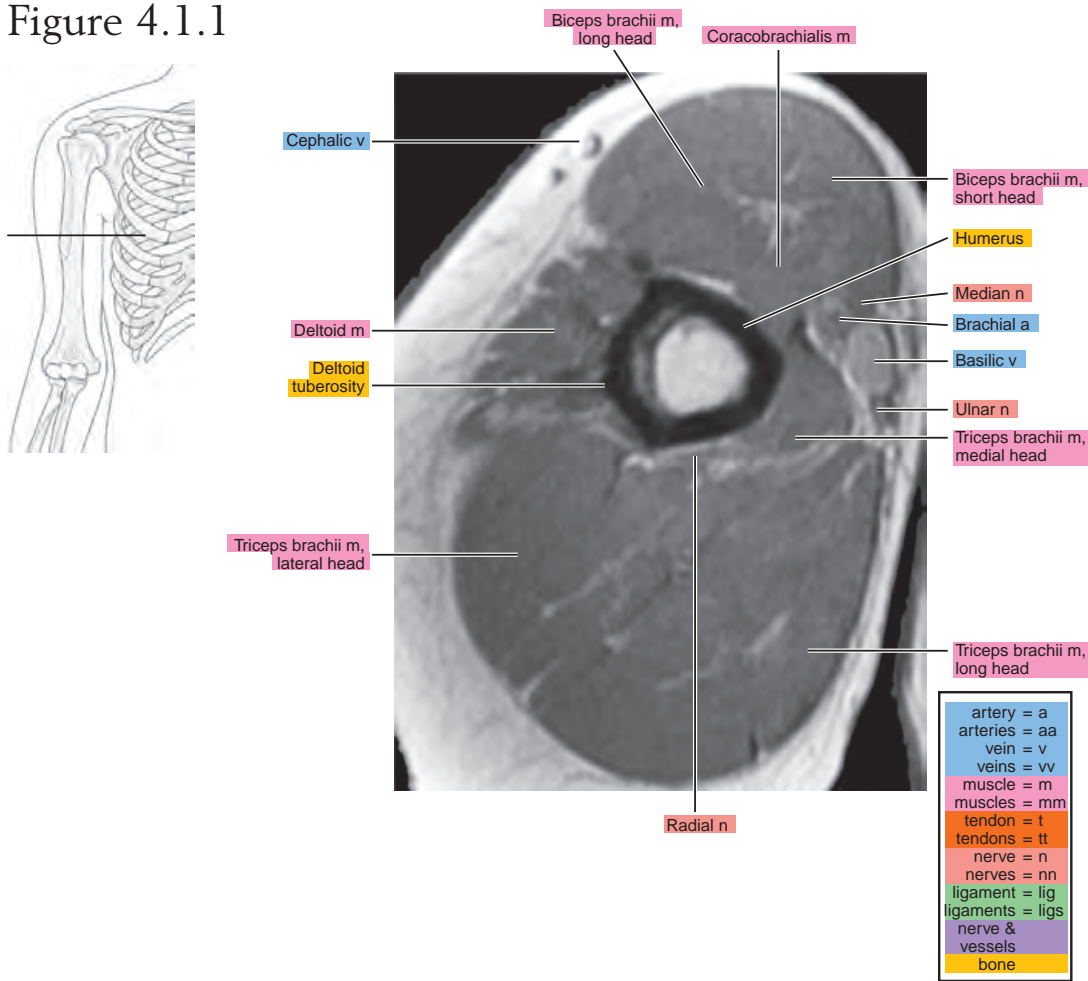 Figure 4.1.1
Biceps brachii m,
long head
Coracobrachialis m
Cephalic v
Biceps brachii m,
short head
Humerus
Median n
Deltoid m
Brachial a
Deltoid
tuberosity
Basilic v
Ulnar n
Triceps brachii m,
medial head
Triceps brachii m,
lateral head
Triceps brachii m,
long head
Radial n
artery = a
arteries = aa
vein = v
veins = vv
muscle = m
muscles = mm
tendon = t
tendons = tt
nerve = n
nerves = nn
ligament = lig
ligaments = ligs
nerve &
vessels
bone